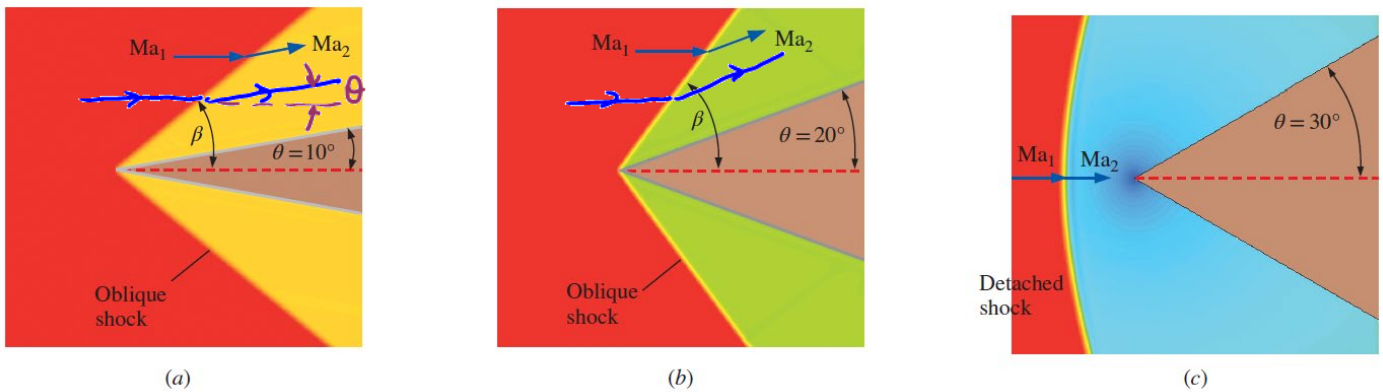 Ma₁
Ma₂
θ
β
θ = 10°
Oblique
shock
(a)
Ma₁
Ma₂
β
θ = 20°
Oblique
shock
(b)
θ = 30°
Ma₁
Ma₂
Detached
shock
(c)